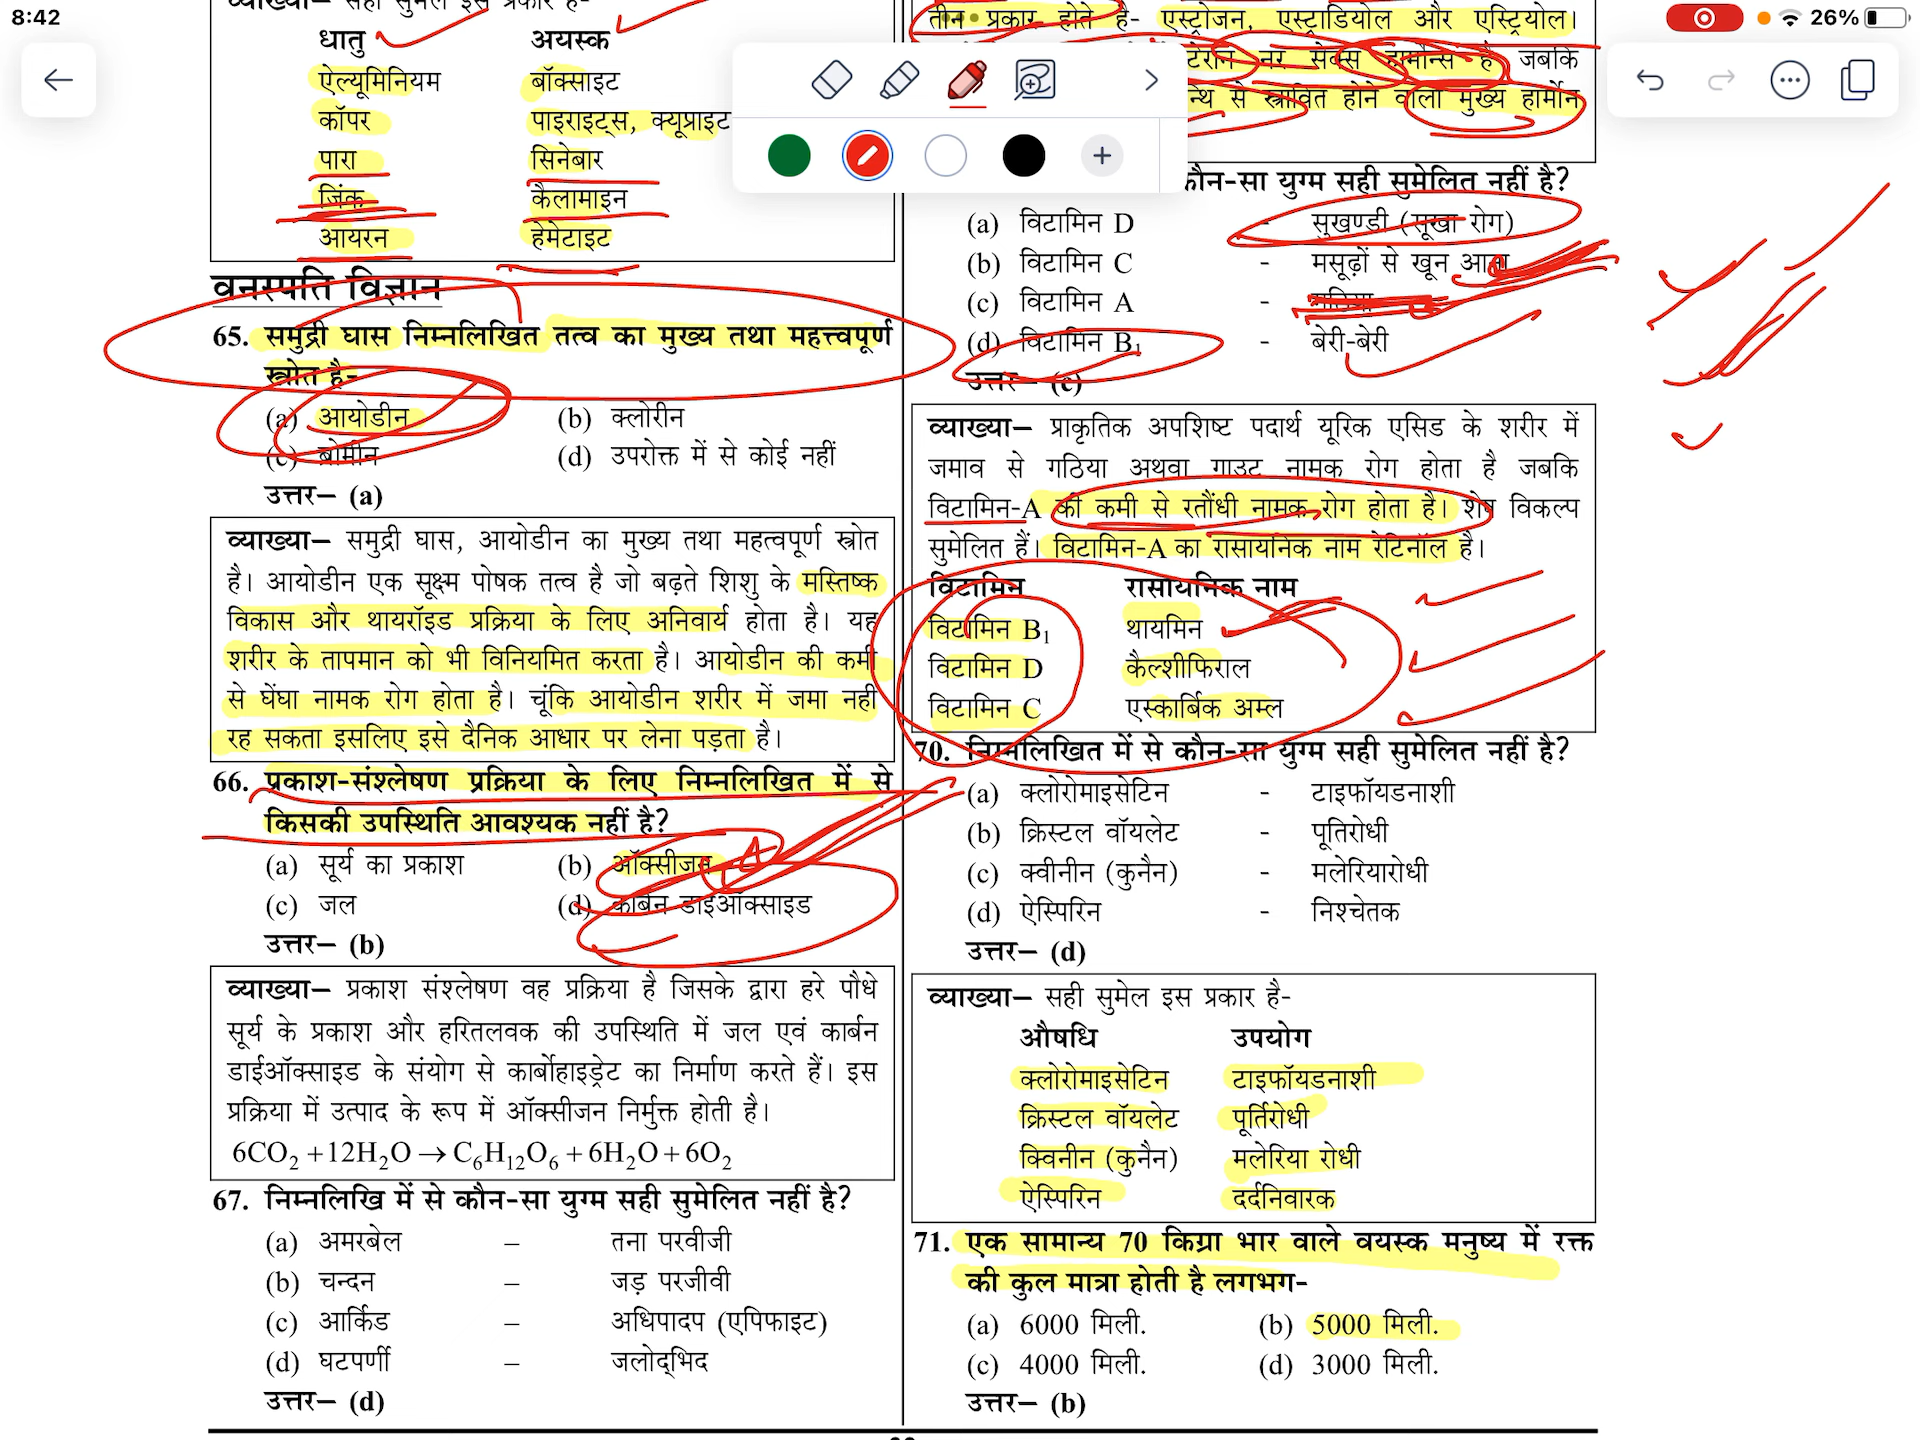 8:42
26%
व्याख्या– सही सुमेल इस प्रकार है-
धातु अयस्क
ऐल्यूमिनियम बॉक्साइट
कॉपर पाइराइट्स, क्यूप्राइट
पारा सिनेबार
जिंक कैलामाइन
आयरन हेमेटाइट
वनस्पति विज्ञान
65. समुद्री घास निम्नलिखित तत्व का मुख्य तथा महत्त्वपूर्ण
स्त्रोत है-
(a) आयोडीन (b) क्लोरीन
(c) ब्रोमीन (d) उपरोक्त में से कोई नहीं
उत्तर– (a)
व्याख्या– समुद्री घास, आयोडीन का मुख्य तथा महत्वपूर्ण स्त्रोत
है। आयोडीन एक सूक्ष्म पोषक तत्व है जो बढ़ते शिशु के मस्तिष्क
विकास और थायरॉइड प्रक्रिया के लिए अनिवार्य होता है। यह
शरीर के तापमान को भी विनियमित करता है। आयोडीन की कमी
से घेंघा नामक रोग होता है। चूंकि आयोडीन शरीर में जमा नही
रह सकता इसलिए इसे दैनिक आधार पर लेना पड़ता है।
66. प्रकाश-संश्लेषण प्रक्रिया के लिए निम्नलिखित में से
किसकी उपस्थिति आवश्यक नहीं है?
(a) सूर्य का प्रकाश (b) ऑक्सीजन
(c) जल (d) कार्बन डाईऑक्साइड
उत्तर– (b)
व्याख्या– प्रकाश संश्लेषण वह प्रक्रिया है जिसके द्वारा हरे पौधे
सूर्य के प्रकाश और हरितलवक की उपस्थिति में जल एवं कार्बन
डाईऑक्साइड के संयोग से कार्बोहाइड्रेट का निर्माण करते हैं। इस
प्रक्रिया में उत्पाद के रूप में ऑक्सीजन निर्मुक्त होती है।
6CO₂ +12H₂O → C₆H₁₂O₆ + 6H₂O + 6O₂
67. निम्नलिखि में से कौन-सा युग्म सही सुमेलित नहीं है?
(a) अमरबेल – तना परवीजी
(b) चन्दन – जड़ परजीवी
(c) आर्किड – अधिपादप (एपिफाइट)
(d) घटपर्णी – जलोद्‌भिद
उत्तर– (d)
तीन प्रकार होते है- एस्ट्रोजन, एस्ट्राडियोल और एस्ट्रियोल।
नर सेक्स हार्मोन्स है जबकि
से स्त्रावित होने वाला मुख्य हार्मोन
कौन-सा युग्म सही सुमेलित नहीं है?
(a) विटामिन D - सुखण्डी (सूखा रोग)
(b) विटामिन C - मसूढ़ों से खून आना
(c) विटामिन A - गठिया
(d) विटामिन B₁ - बेरी-बेरी
उत्तर– (c)
व्याख्या– प्राकृतिक अपशिष्ट पदार्थ यूरिक एसिड के शरीर में
जमाव से गठिया अथवा गाउट नामक रोग होता है जबकि
विटामिन-A की कमी से रतौंधी नामक रोग होता है। शेष विकल्प
सुमेलित हैं। विटामिन-A का रासायनिक नाम रेटिनॉल है।
विटामिन रासायनिक नाम
विटामिन B₁ थायमिन
विटामिन D कैल्शीफिराल
विटामिन C एस्कार्बिक अम्ल
70. निम्नलिखित में से कौन-सा युग्म सही सुमेलित नहीं है?
(a) क्लोरोमाइसेटिन - टाइफॉयडनाशी
(b) क्रिस्टल वॉयलेट - पूतिरोधी
(c) क्वीनीन (कुनैन) - मलेरियारोधी
(d) ऐस्पिरिन - निश्चेतक
उत्तर– (d)
व्याख्या– सही सुमेल इस प्रकार है-
औषधि उपयोग
क्लोरोमाइसेटिन टाइफॉयडनाशी
क्रिस्टल वॉयलेट पूर्तिरोधी
क्विनीन (कुनैन) मलेरिया रोधी
ऐस्पिरिन दर्दनिवारक
71. एक सामान्य 70 किग्रा भार वाले वयस्क मनुष्य में रक्त
की कुल मात्रा होती है लगभग-
(a) 6000 मिली. (b) 5000 मिली.
(c) 4000 मिली. (d) 3000 मिली.
उत्तर– (b)